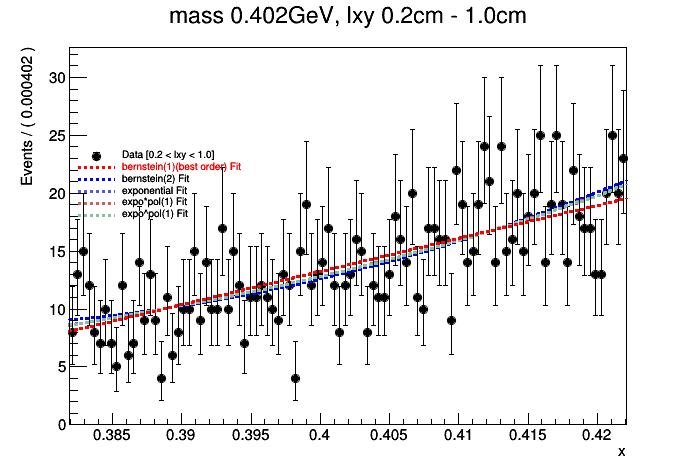 mass 0.402GeV, lxy 0.2cm - 1.0cm
Events / ( 0.000402 )
30
25
20
15
10
5
0
Data [0.2 < lxy < 1.0]
bernstein(1)(best order) Fit
bernstein(2) Fit
exponential Fit
expo*pol(1) Fit
expo^pol(1) Fit
0.385 0.39 0.395 0.4 0.405 0.41 0.415 0.42
x